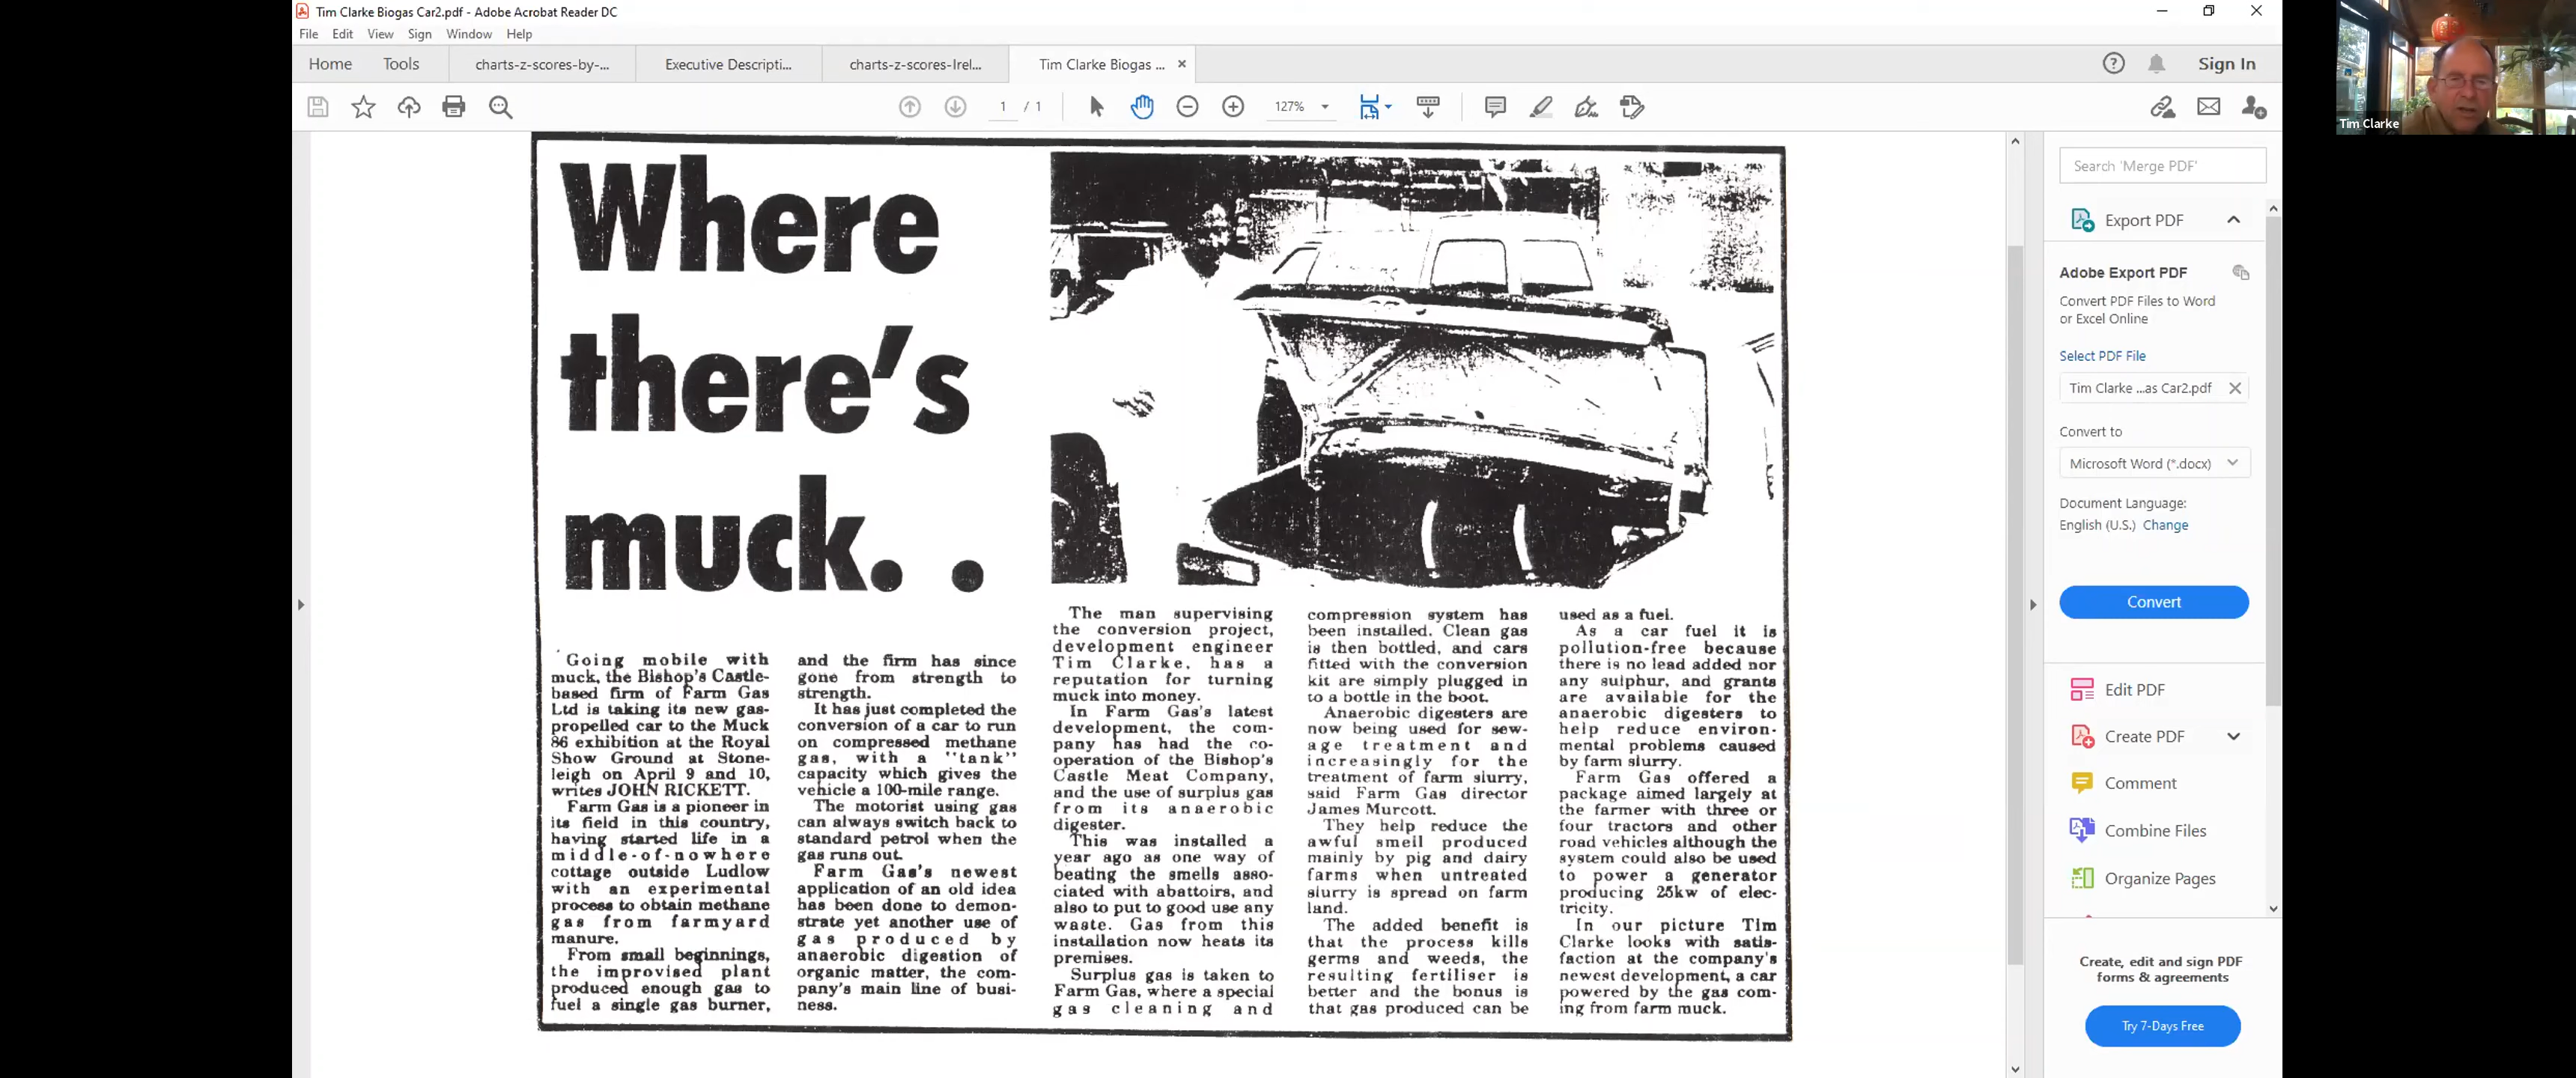 Tim Clarke Biogas Car2.pdf - Adobe Acrobat Reader DC
File Edit View Sign Window Help
Home Tools charts-z-scores-by-... Executive Descripti... charts-z-scores-Irel... Tim Clarke Biogas ... Sign In
1 / 1 127%
Tim Clarke
Where
there's
muck. .
Going mobile with
muck, the Bishop's Castle-
based firm of Farm Gas
Ltd is taking its new gas-
propelled car to the Muck
86 exhibition at the Royal
Show Ground at Stone-
leigh on April 9 and 10,
writes JOHN RICKETT.
Farm Gas is a pioneer in
its field in this country,
having started life in a
middle-of-nowhere
cottage outside Ludlow
with an experimental
process to obtain methane
gas from farmyard
manure.
From small beginnings,
the improvised plant
produced enough gas to
fuel a single gas burner,
and the firm has since
gone from strength to
strength.
It has just completed the
conversion of a car to run
on compressed methane
gas, with a "tank"
capacity which gives the
vehicle a 100-mile range.
The motorist using gas
can always switch back to
standard petrol when the
gas runs out.
Farm Gas's newest
application of an old idea
has been done to demon-
strate yet another use of
gas produced by
anaerobic digestion of
organic matter, the com-
pany's main line of busi-
ness.
The man supervising
the conversion project,
development engineer
Tim Clarke, has a
reputation for turning
muck into money.
In Farm Gas's latest
development, the com-
pany has had the co-
operation of the Bishop's
Castle Meat Company,
and the use of surplus gas
from its anaerobic
digester.
This was installed a
year ago as one way of
beating the smells asso-
ciated with abattoirs, and
also to put to good use any
waste. Gas from this
installation now heats its
premises.
Surplus gas is taken to
Farm Gas, where a special
gas cleaning and
compression system has
been installed. Clean gas
is then bottled, and cars
fitted with the conversion
kit are simply plugged in
to a bottle in the boot.
Anaerobic digesters are
now being used for sew-
age treatment and
increasingly for the
treatment of farm slurry,
said Farm Gas director
James Murcott.
They help reduce the
awful smell produced
mainly by pig and dairy
farms when untreated
slurry is spread on farm
land.
The added benefit is
that the process kills
germs and weeds, the
resulting fertiliser is
better and the bonus is
that gas produced can be
used as a fuel.
As a car fuel it is
pollution-free because
there is no lead added nor
any sulphur, and grants
are available for the
anaerobic digesters to
help reduce environ-
mental problems caused
by farm slurry.
Farm Gas offered a
package aimed largely at
the farmer with three or
four tractors and other
road vehicles although the
system could also be used
to power a generator
producing 25kw of elec-
tricity.
In our picture Tim
Clarke looks with satis-
faction at the company's
newest development, a car
powered by the gas com-
ing from farm muck.
Search 'Merge PDF'
Export PDF
Adobe Export PDF
Convert PDF Files to Word
or Excel Online
Select PDF File
Tim Clarke ...as Car2.pdf
Convert to
Microsoft Word (*.docx)
Document Language:
English (U.S.) Change
Convert
Edit PDF
Create PDF
Comment
Combine Files
Organize Pages
Create, edit and sign PDF
forms & agreements
Try 7-Days Free